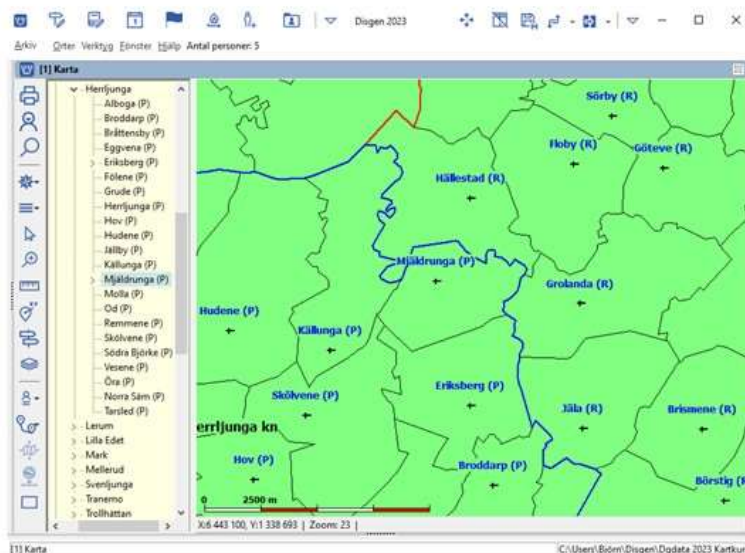 Disgen 2023
Arkiv Orter Verktyg Fönster Hjälp Antal personer: 5
[1] Karta
Herrljunga
Alboga (P)
Broddarp (P)
Bråttensby (P)
Eggvena (P)
Eriksberg (P)
Fölene (P)
Grude (P)
Herrljunga (P)
Hov (P)
Hudene (P)
Jällby (P)
Källunga (P)
Mjäldrunga (P)
Molla (P)
Od (P)
Remmene (P)
Skölvene (P)
Södra Björke (P)
Vesene (P)
Öra (P)
Norra Säm (P)
Tarsled (P)
Lerum
Lilla Edet
Mark
Mellerud
Svenljunga
Tranemo
Trollhättan
Sörby (R)
Floby (R)
Göteve (R)
Hällestad (R)
Mjäldrunga (P)
Grolanda (R)
Hudene (P)
Källunga (P)
Eriksberg (P)
Skölvene (P)
Jäla (R)
Brismene (R)
errljunga kn
Hov (P)
Broddarp (P)
Börstig (R
0 2500 m
X:6 443 100, Y:1 338 693 | Zoom: 23 |
[1] Karta
C:\Users\Björn\Disgen\Dgdata 2023 Kartkur